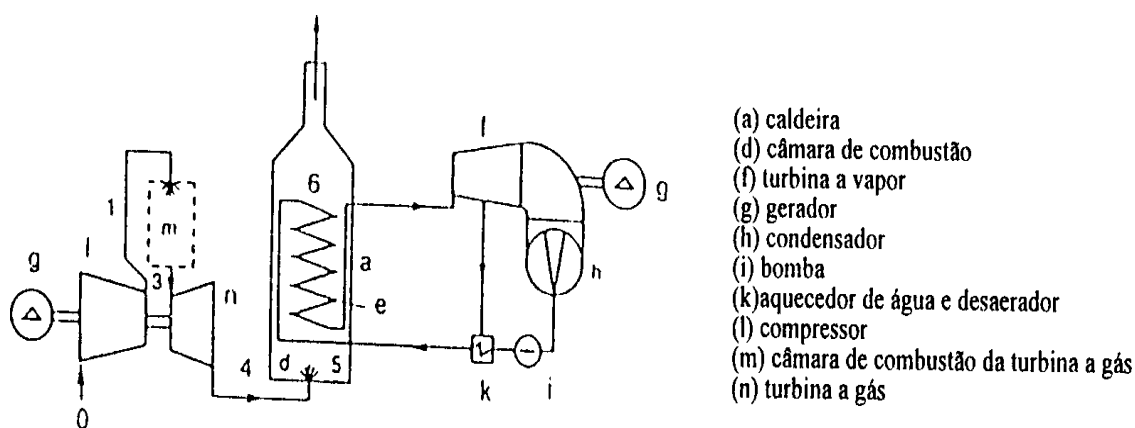 (a) caldeira
(d) câmara de combustão
(f) turbina a vapor
(g) gerador
(h) condensador
(i) bomba
(k)aquecedor de água e desaerador
(l) compressor
(m) câmara de combustão da turbina a gás
(n) turbina a gás
f
6
1
m
g
g
l
3
a
h
n
e
4
d
5
k
i
0